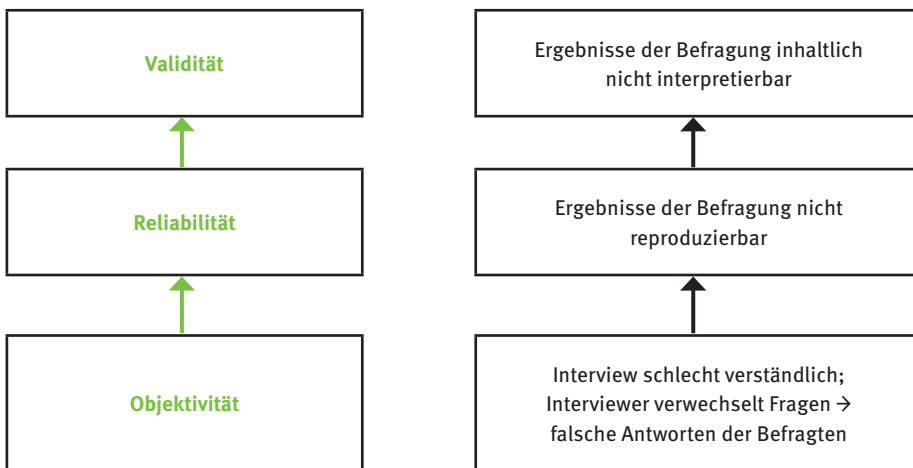 Validität
Ergebnisse der Befragung inhaltlich
nicht interpretierbar
Reliabilität
Ergebnisse der Befragung nicht
reproduzierbar
Objektivität
Interview schlecht verständlich;
Interviewer verwechselt Fragen →
falsche Antworten der Befragten